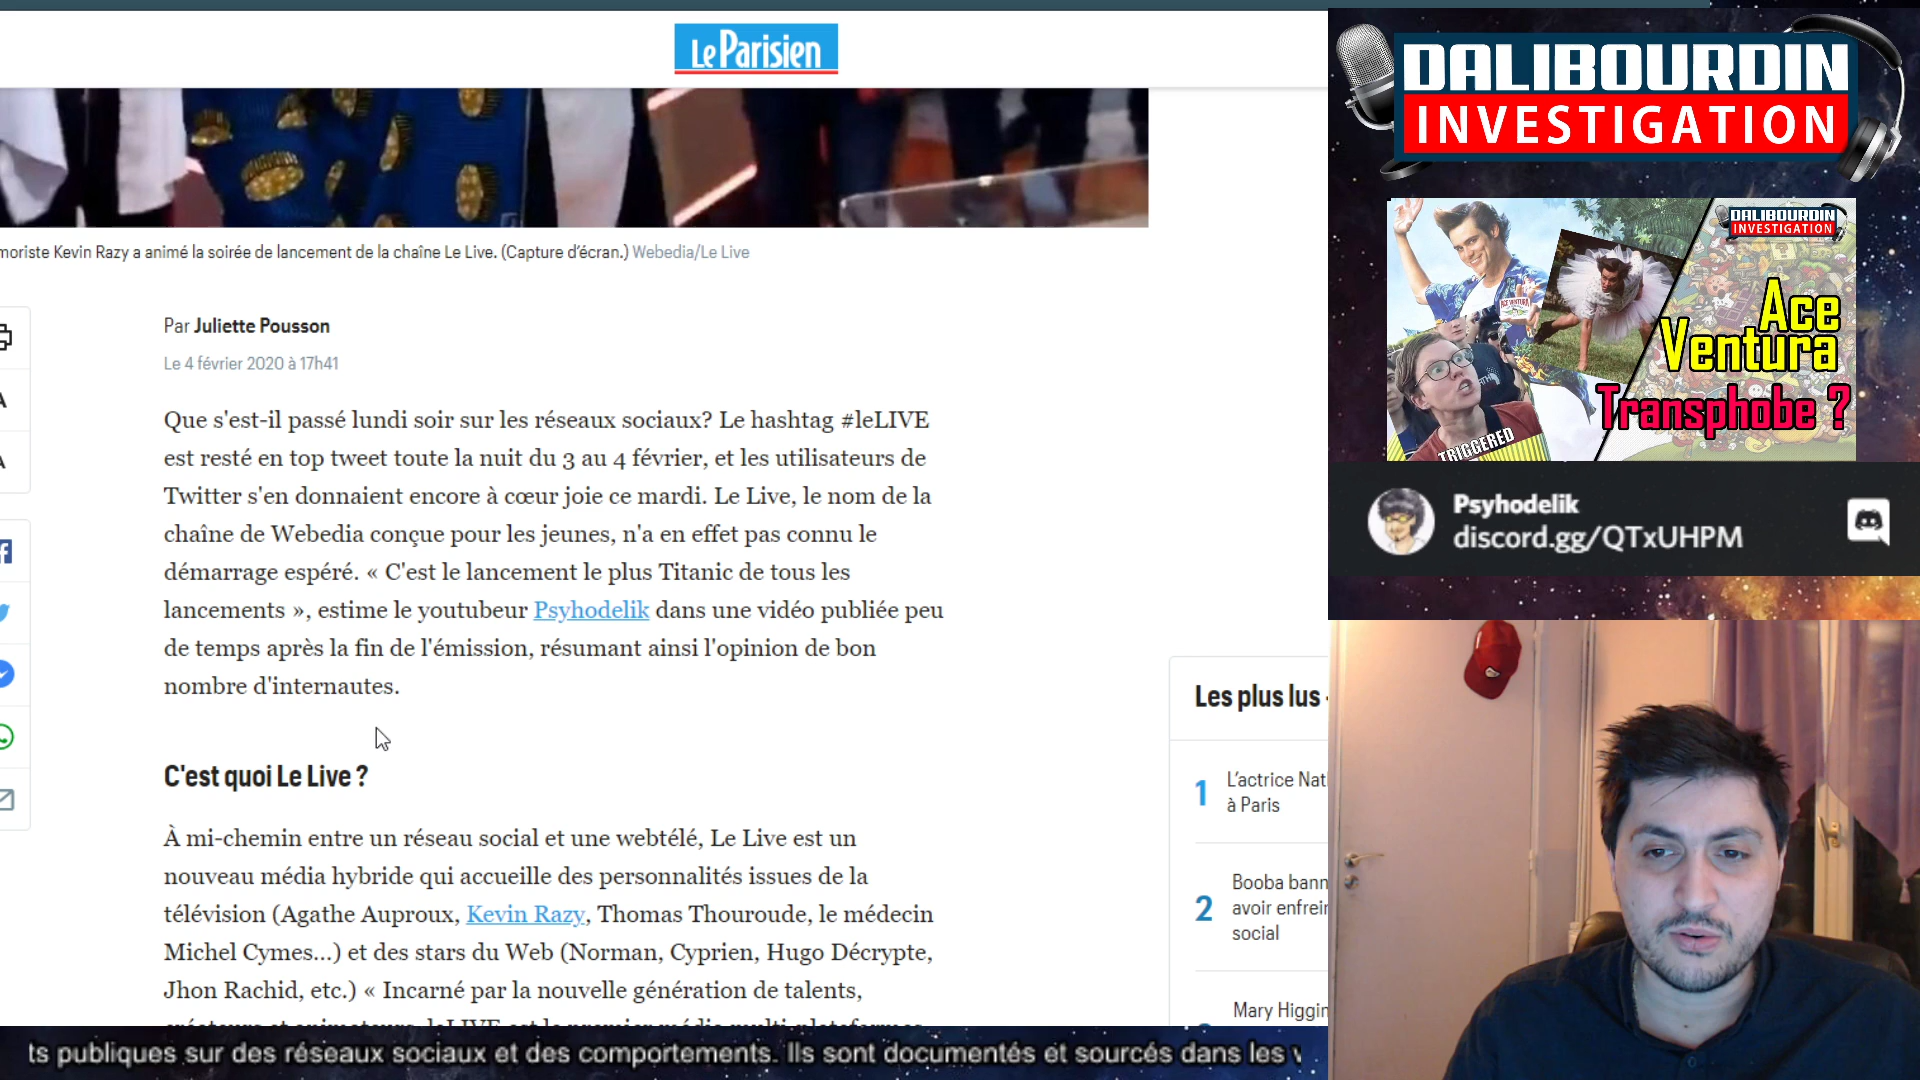 Le Parisien
moriste Kevin Razy a animé la soirée de lancement de la chaîne Le Live. (Capture d'écran.) Webedia/Le Live
Par Juliette Pousson
Le 4 février 2020 à 17h41
Que s'est-il passé lundi soir sur les réseaux sociaux? Le hashtag #leLIVE
est resté en top tweet toute la nuit du 3 au 4 février, et les utilisateurs de
Twitter s'en donnaient encore à cœur joie ce mardi. Le Live, le nom de la
chaîne de Webedia conçue pour les jeunes, n'a en effet pas connu le
démarrage espéré. « C'est le lancement le plus Titanic de tous les
lancements », estime le youtubeur Psyhodelik dans une vidéo publiée peu
de temps après la fin de l'émission, résumant ainsi l'opinion de bon
nombre d'internautes.
C'est quoi Le Live ?
À mi-chemin entre un réseau social et une webtélé, Le Live est un
nouveau média hybride qui accueille des personnalités issues de la
télévision (Agathe Auproux, Kevin Razy, Thomas Thouroude, le médecin
Michel Cymes...) et des stars du Web (Norman, Cyprien, Hugo Décrypte,
Jhon Rachid, etc.) « Incarné par la nouvelle génération de talents,
A
A
Les plus lus -
1 L'actrice Nat
à Paris
2 Booba bann
avoir enfrein
social
Mary Higgin
DALIBOURDIN
INVESTIGATION
DALIBOURDIN
INVESTIGATION
Ace
Ventura
Transphobe ?
TRIGGERED
Psyhodelik
discord.gg/QTxUHPM
ts publiques sur des réseaux sociaux et des comportements. Ils sont documentés et sourcés dans les v